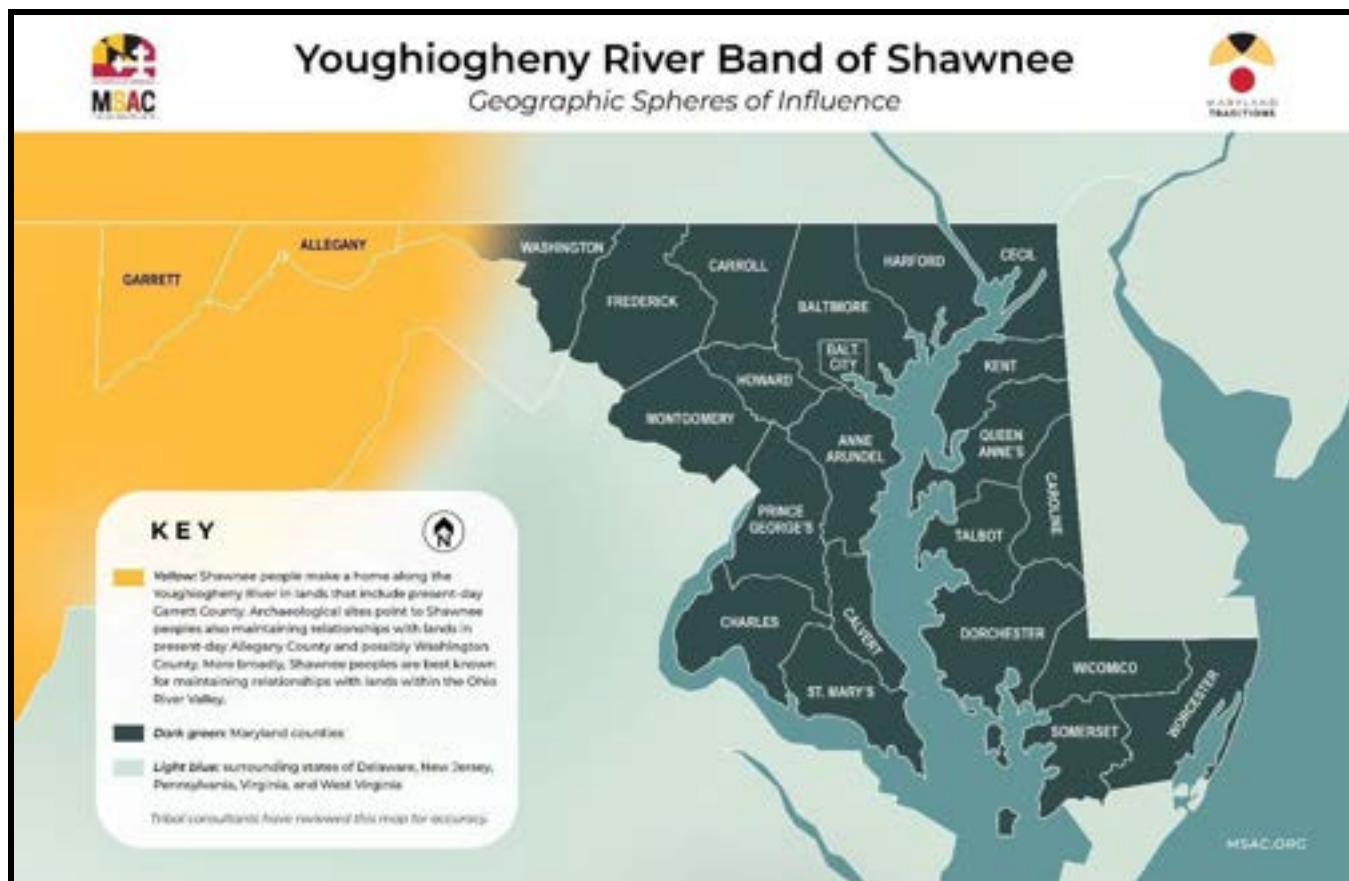 Youghiogheny River Band of Shawnee
Geographic Spheres of Influence
MSAC
MARYLAND
TRADITIONS
GARRETT
ALLEGANY
WASHINGTON
FREDERICK
CARROLL
BALTIMORE
HARFORD
CECIL
BALT.
CITY
KENT
HOWARD
MONTGOMERY
ANNE
ARUNDEL
QUEEN
ANNE'S
CAROLINE
PRINCE
GEORGE'S
TALBOT
CHARLES
CALVERT
DORCHESTER
ST. MARY'S
WICOMICO
SOMERSET
WORCESTER
KEY
N
Yellow: Shawnee people make a home along the
Youghiogheny River in lands that include present-day
Garrett County. Archaeological sites point to Shawnee
peoples also maintaining relationships with lands in
present-day Allegany County and possibly Washington
County. More broadly, Shawnee peoples are best known
for maintaining relationships with lands within the Ohio
River Valley.
Dark green: Maryland counties
Light blue: surrounding states of Delaware, New Jersey,
Pennsylvania, Virginia, and West Virginia
Tribal consultants have reviewed this map for accuracy.
MSAC.ORG